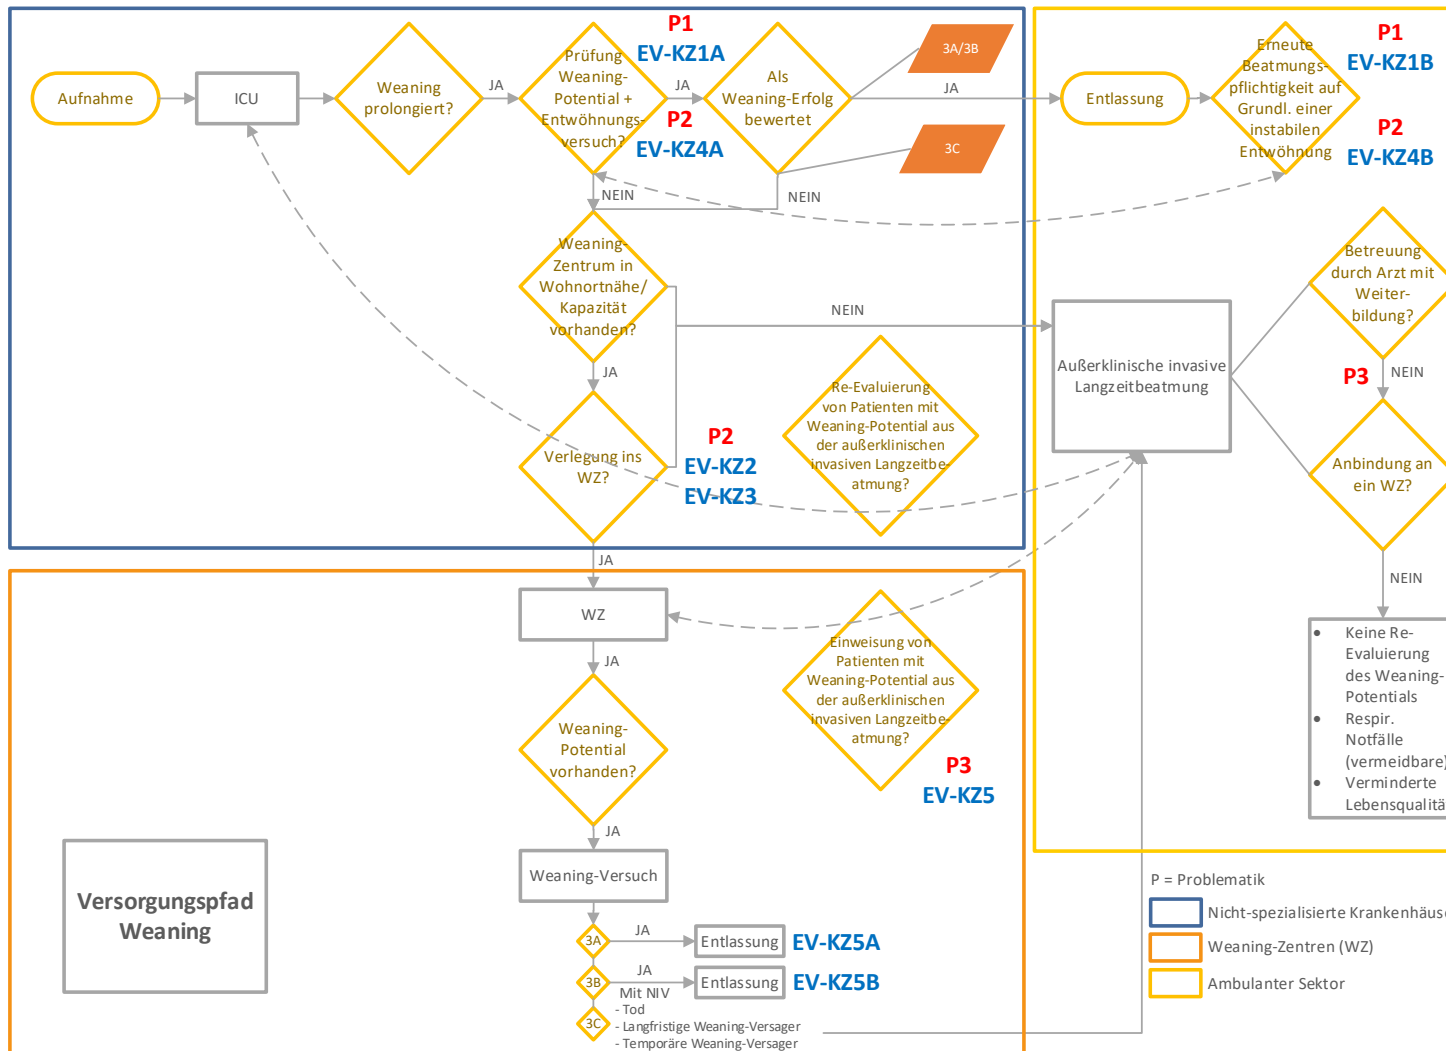 Aufnahme
ICU
Weaning
prolongiert?
JA
Prüfung
Weaning-
Potential +
Entwöhnungs-
versuch?
P1
EV-KZ1A
JA
P2
EV-KZ4A
Als
Weaning-Erfolg
bewertet
3A/3B
JA
3C
NEIN
NEIN
Entlassung
Erneute
Beatmungs-
pflichtigkeit auf
Grundl. einer
instabilen
Entwöhnung
P1
EV-KZ1B
P2
EV-KZ4B
Weaning-
Zentrum in
Wohnortnähe/
Kapazität
vorhanden?
NEIN
JA
Verlegung ins
WZ?
P2
EV-KZ2
EV-KZ3
Re-Evaluierung
von Patienten mit
Weaning-Potential aus
der außerklinischen
invasiven Langzeitbe-
atmung?
Außerklinische invasive
Langzeitbeatmung
Betreuung
durch Arzt mit
Weiter-
bildung?
P3
NEIN
Anbindung an
ein WZ?
NEIN
• Keine Re-
Evaluierung
des Weaning-
Potentials
• Respir.
Notfälle
(vermeidbare)
• Verminderte
Lebensqualitä
JA
WZ
JA
Weaning-
Potential
vorhanden?
Einweisung von
Patienten mit
Weaning-Potential aus
der außerklinischen
invasiven Langzeitbe-
atmung?
P3
EV-KZ5
JA
Weaning-Versuch
3A
JA
Entlassung
EV-KZ5A
3B
JA
Mit NIV
Entlassung
EV-KZ5B
3C
- Tod
- Langfristige Weaning-Versager
- Temporäre Weaning-Versager
Versorgungspfad
Weaning
P = Problematik
Nicht-spezialisierte Krankenhäuse
Weaning-Zentren (WZ)
Ambulanter Sektor